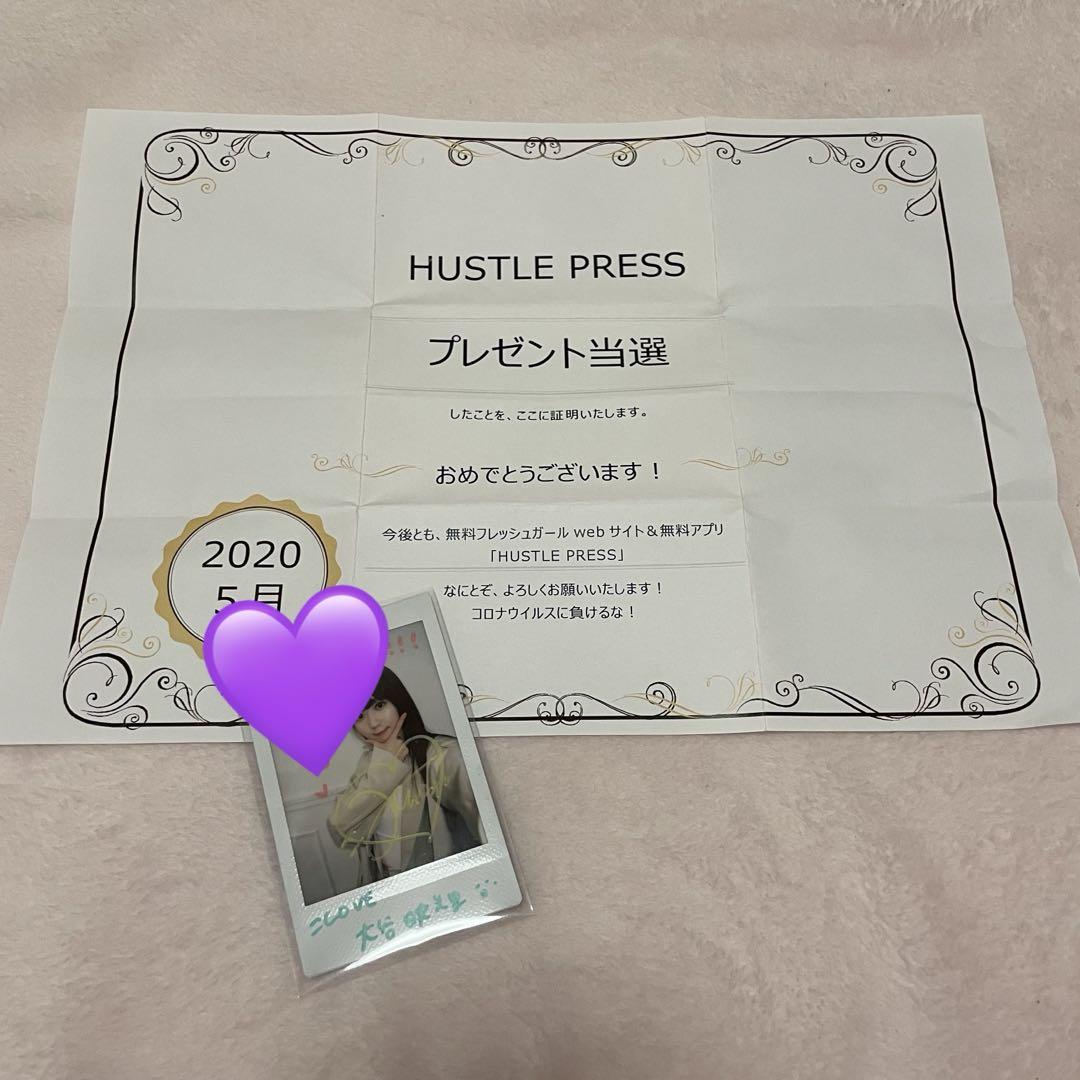 HUSTLE PRESS
プレゼント当選
したことを、ここに証明いたします。
おめでとうございます！
今後とも、無料フレッシュガール web サイト＆無料アプリ
「HUSTLE PRESS」
なにとぞ、よろしくお願いいたします！
コロナウイルスに負けるな！
2020
5月
=LOVE
大谷映美里